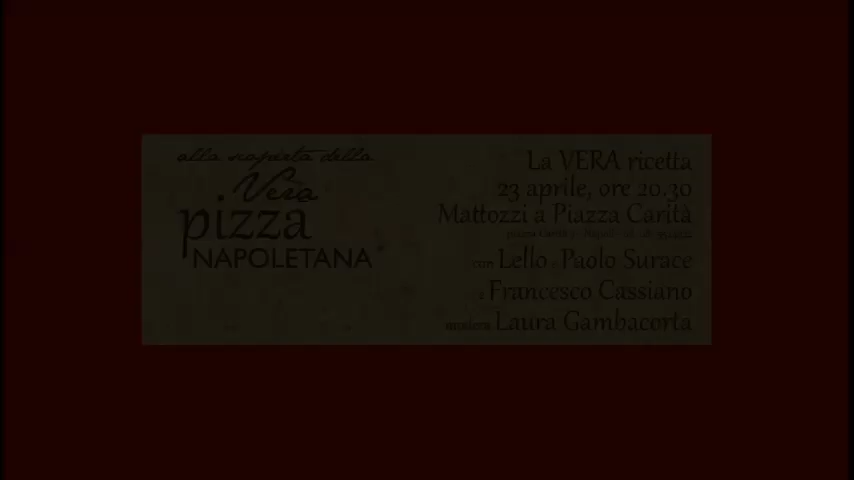 alla scoperta della
Vera
pizza
NAPOLETANA
La VERA ricetta
23 aprile, ore 20.30
Mattozzi a Piazza Carità
con Lello e Paolo Surace
e Francesco Cassiano
modera Laura Gambacorta